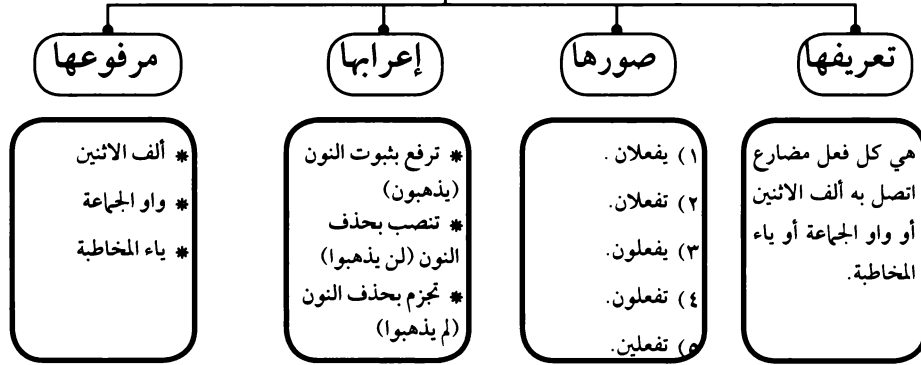 تعريفها
صورها
إعرابها
مرفوعها
هي كل فعل مضارع
اتصل به ألف الاثنين
أو واو الجماعة أو ياء
المخاطبة.
١) يفعلان.
٢) تفعلان.
٣) يفعلون.
٤) تفعلون.
٥) تفعلين.
* ترفع بثبوت النون
(يذهبون)
* تنصب بحذف
النون (لن يذهبوا)
* تجزم بحذف النون
(لم يذهبوا)
* ألف الاثنين
* واو الجماعة
* ياء المخاطبة